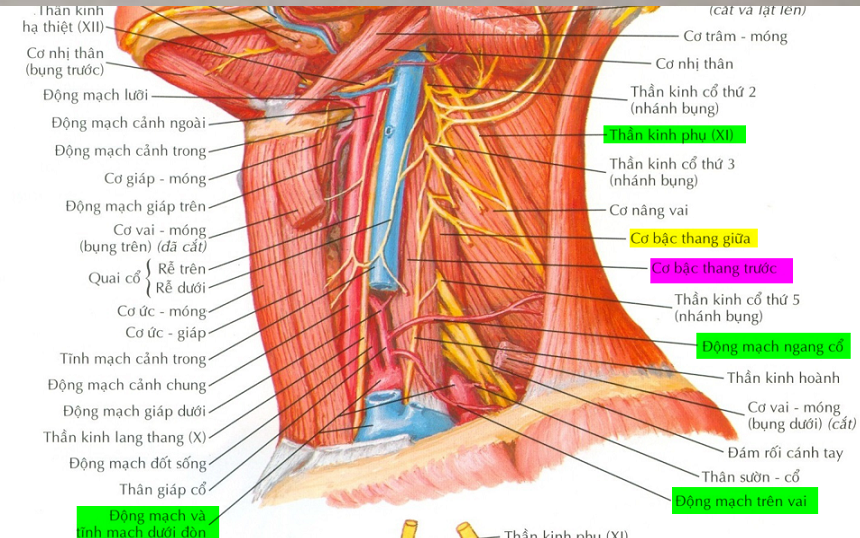 Thần kinh
hạ thiệt (XII)
Cơ nhị thân
(bụng trước)
Động mạch lưỡi
Động mạch cảnh ngoài
Động mạch cảnh trong
Cơ giáp - móng
Động mạch giáp trên
Cơ vai - móng
(bụng trên) (đã cắt)
Quai cổ
Rễ trên
Rễ dưới
Cơ ức - móng
Cơ ức - giáp
Tĩnh mạch cảnh trong
Động mạch cảnh chung
Động mạch giáp dưới
Thần kinh lang thang (X)
Động mạch đốt sống
Thân giáp cổ
Động mạch và
tĩnh mạch dưới đòn
(cắt và lật lên)
Cơ trâm - móng
Cơ nhị thân
Thần kinh cổ thứ 2
(nhánh bụng)
Thần kinh phụ (XI)
Thần kinh cổ thứ 3
(nhánh bụng)
Cơ nâng vai
Cơ bậc thang giữa
Cơ bậc thang trước
Thần kinh cổ thứ 5
(nhánh bụng)
Động mạch ngang cổ
Thần kinh hoành
Cơ vai - móng
(bụng dưới) (cắt)
Đám rối cánh tay
Thân sườn - cổ
Động mạch trên vai
Thần kinh phụ (XI)